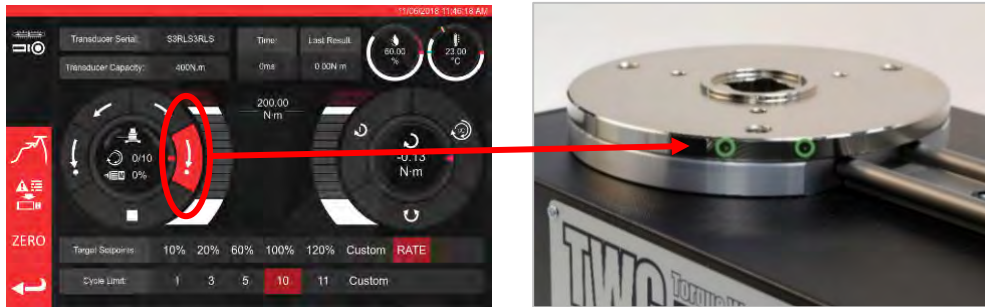 11/06/2018 11:46:18 AM
Transducer Serial: S3RLS3RLS Time: Last Result
Transducer Capacity: 400N.m 0ms 0.00N.m
60.00
%
23.00
°C
200.00
N·m
0/10
0%
-0.13
N·m
ZERO
Target Setpoints: 10% 20% 60% 100% 120% Custom RATE
Cycle Limit: 1 3 5 10 11 Custom
TWC